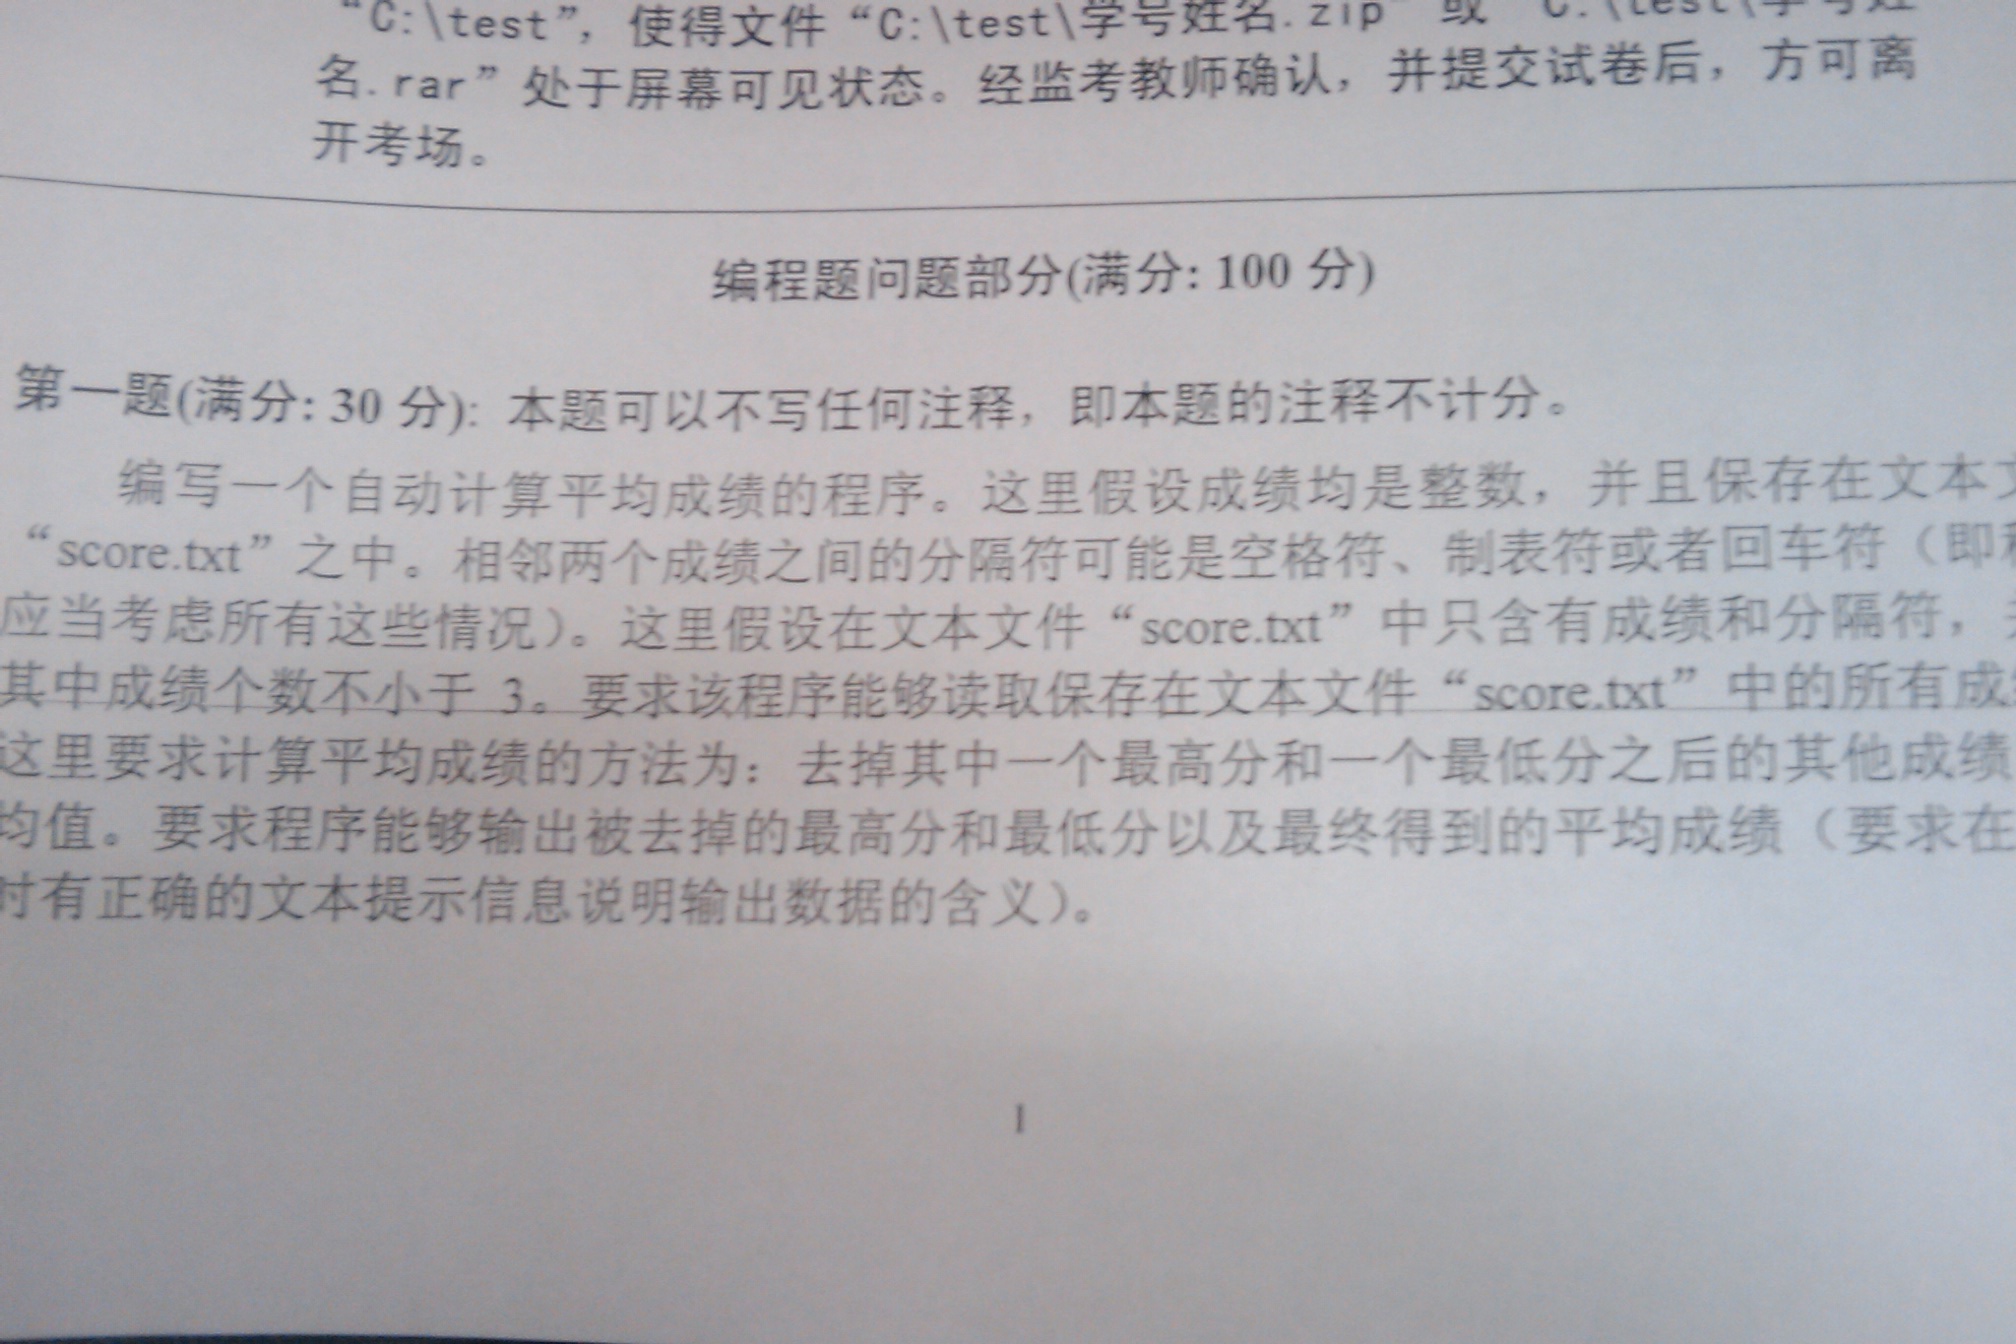 “C:\test”, 使得文件“C:\test\学号姓名.zip” 或 “C:\test\学号姓
名.rar”处于屏幕可见状态。经监考教师确认，并提交试卷后，方可离
开考场。
编程题问题部分(满分: 100 分)
第一题(满分: 30 分): 本题可以不写任何注释，即本题的注释不计分。
编写一个自动计算平均成绩的程序。这里假设成绩均是整数，并且保存在文本
“score.txt”之中。相邻两个成绩之间的分隔符可能是空格符、制表符或者回车符（即
应当考虑所有这些情况）。这里假设在文本文件“score.txt”中只含有成绩和分隔符，
其中成绩个数不小于 3。要求该程序能够读取保存在文本文件“score.txt”中的所有成
这里要求计算平均成绩的方法为：去掉其中一个最高分和一个最低分之后的其他成绩
均值。要求程序能够输出被去掉的最高分和最低分以及最终得到的平均成绩（要求在
时有正确的文本提示信息说明输出数据的含义）。
1